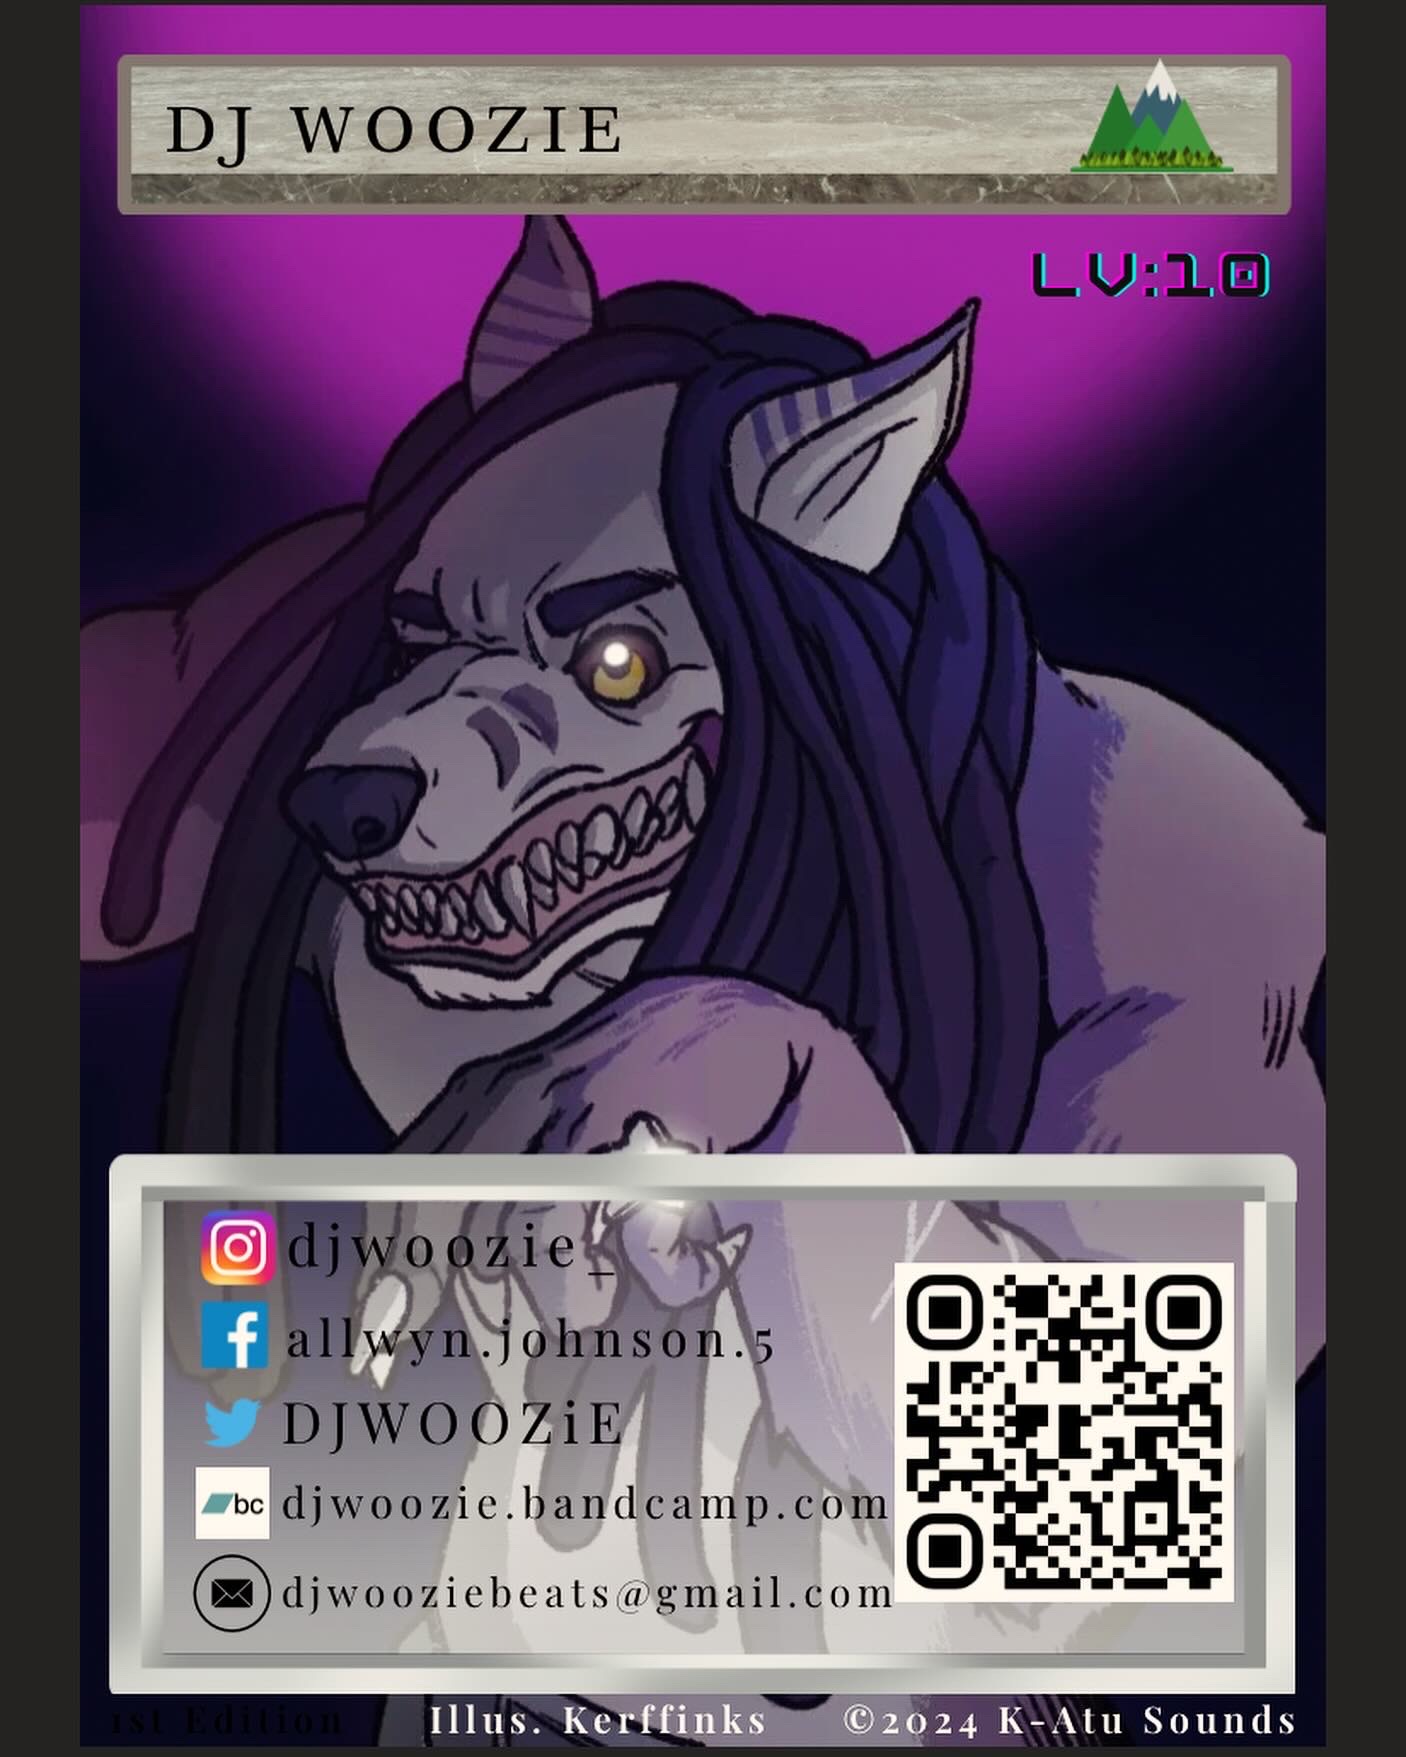 DJ WOOZIE
LV:10
djwoozie_
allwyn.johnson.5
DJWOOZiE
bc djwoozie.bandcamp.com
djwooziebeats@gmail.com
1st Edition Illus. Kerffinks ©2024 K-Atu Sounds